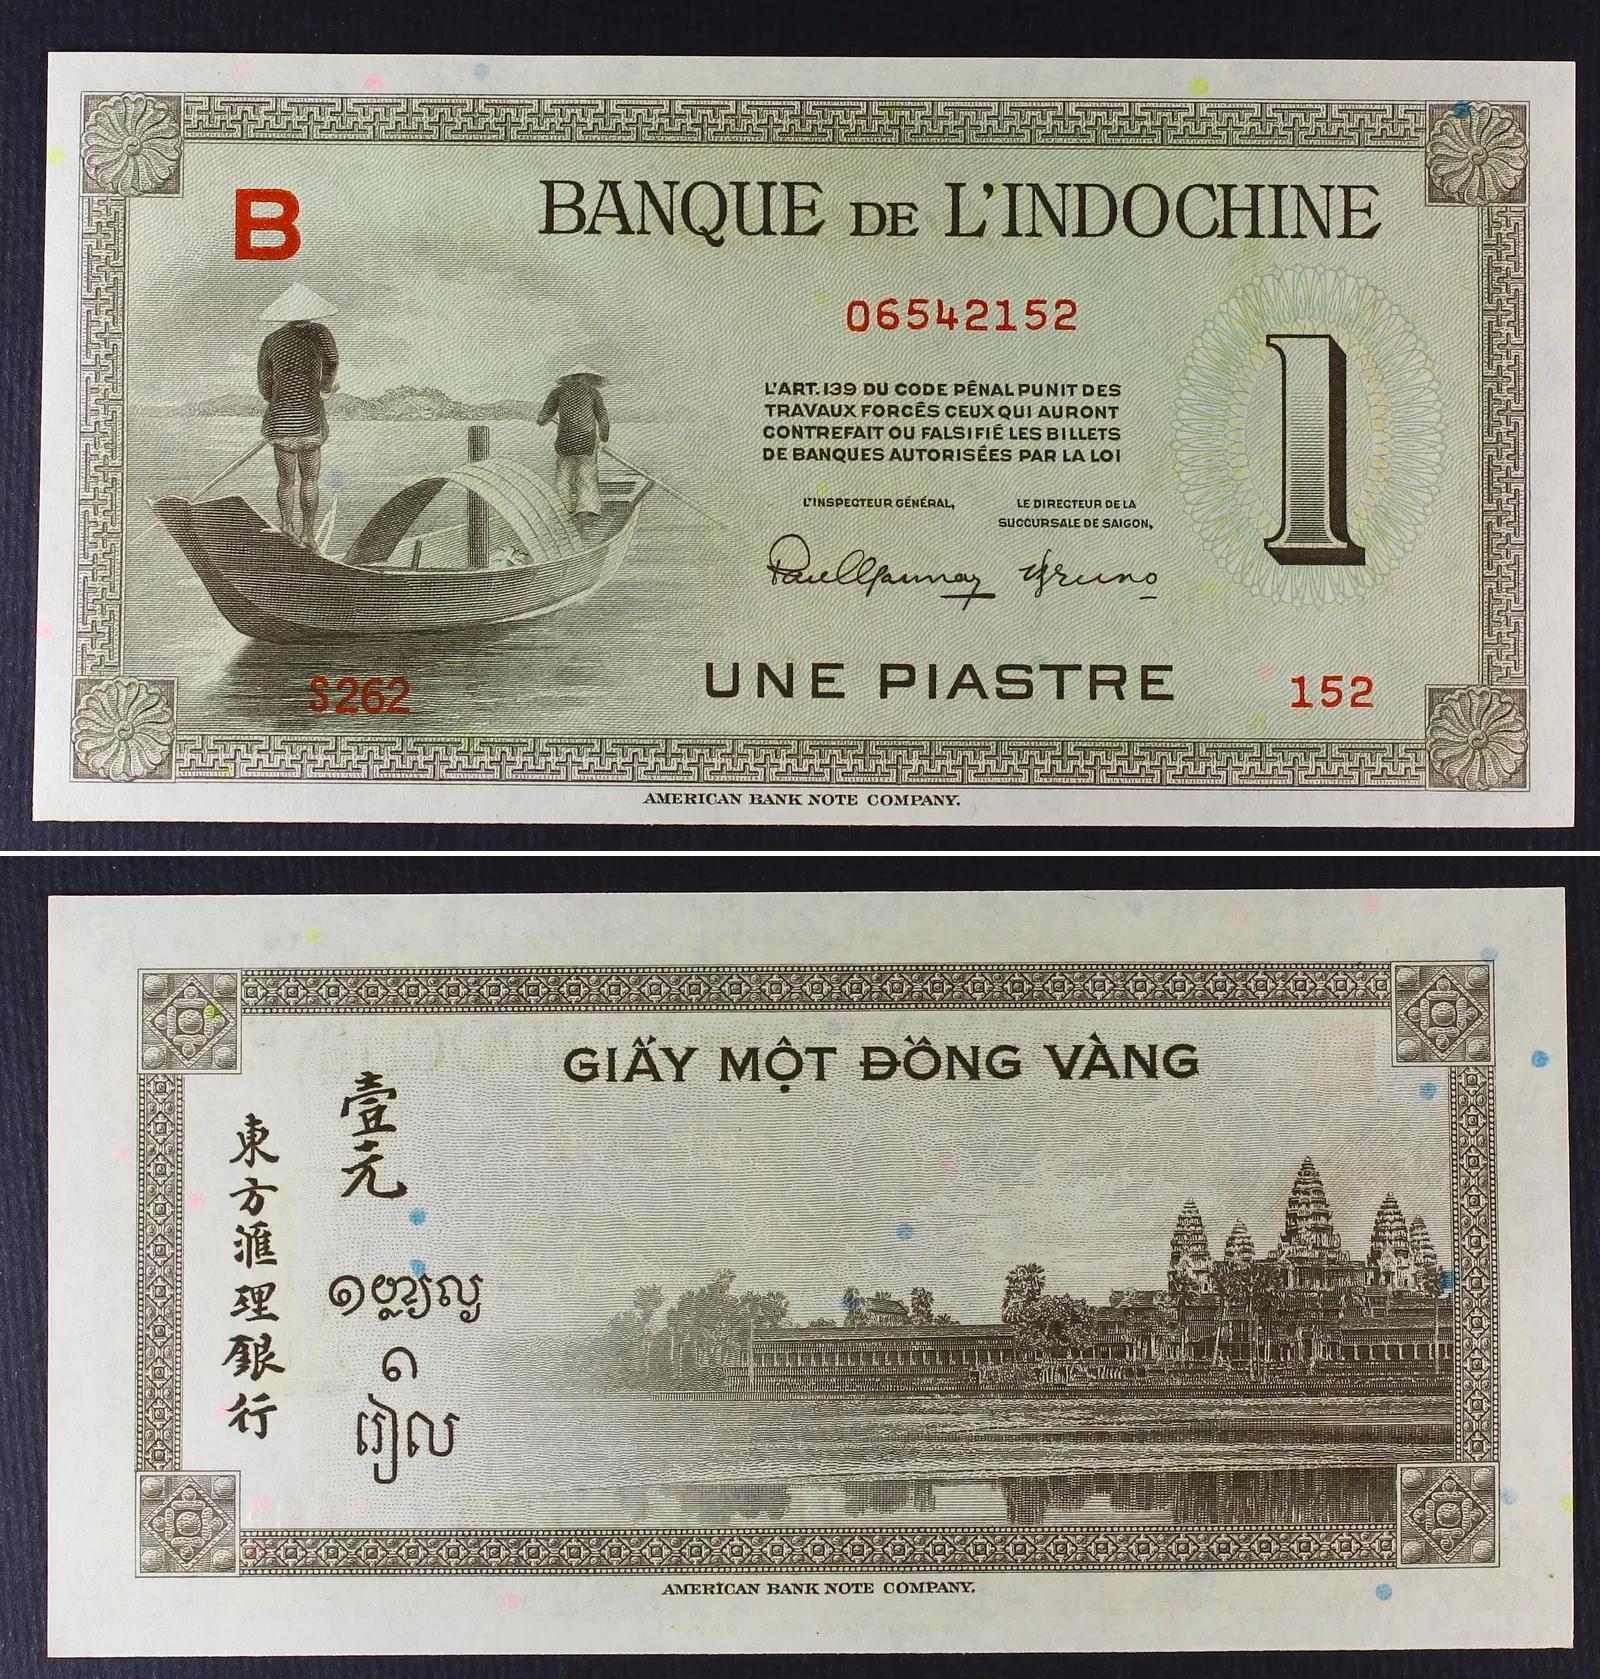 B
BANQUE DE L'INDOCHINE
06542152
L'ART. 139 DU CODE PÉNAL PUNIT DES
TRAVAUX FORCÉS CEUX QUI AURONT
CONTREFAIT OU FALSIFIÉ LES BILLETS
DE BANQUES AUTORISÉES PAR LA LOI
1
L'INSPECTEUR GÉNÉRAL,
LE DIRECTEUR DE LA
SUCCURSALE DE SAIGON,
S262
UNE PIASTRE
152
AMERICAN BANK NOTE COMPANY.
GIẤY MỘT ĐỒNG VÀNG
東方滙理銀行
壹元
១
រៀល
AMERICAN BANK NOTE COMPANY.